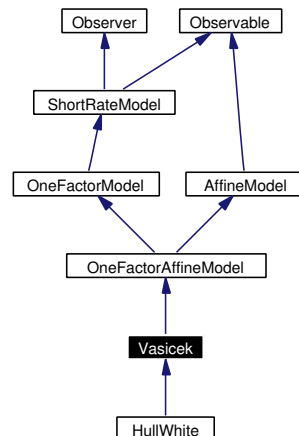 Observer
Observable
ShortRateModel
OneFactorModel
AffineModel
OneFactorAffineModel
Vasicek
HullWhite